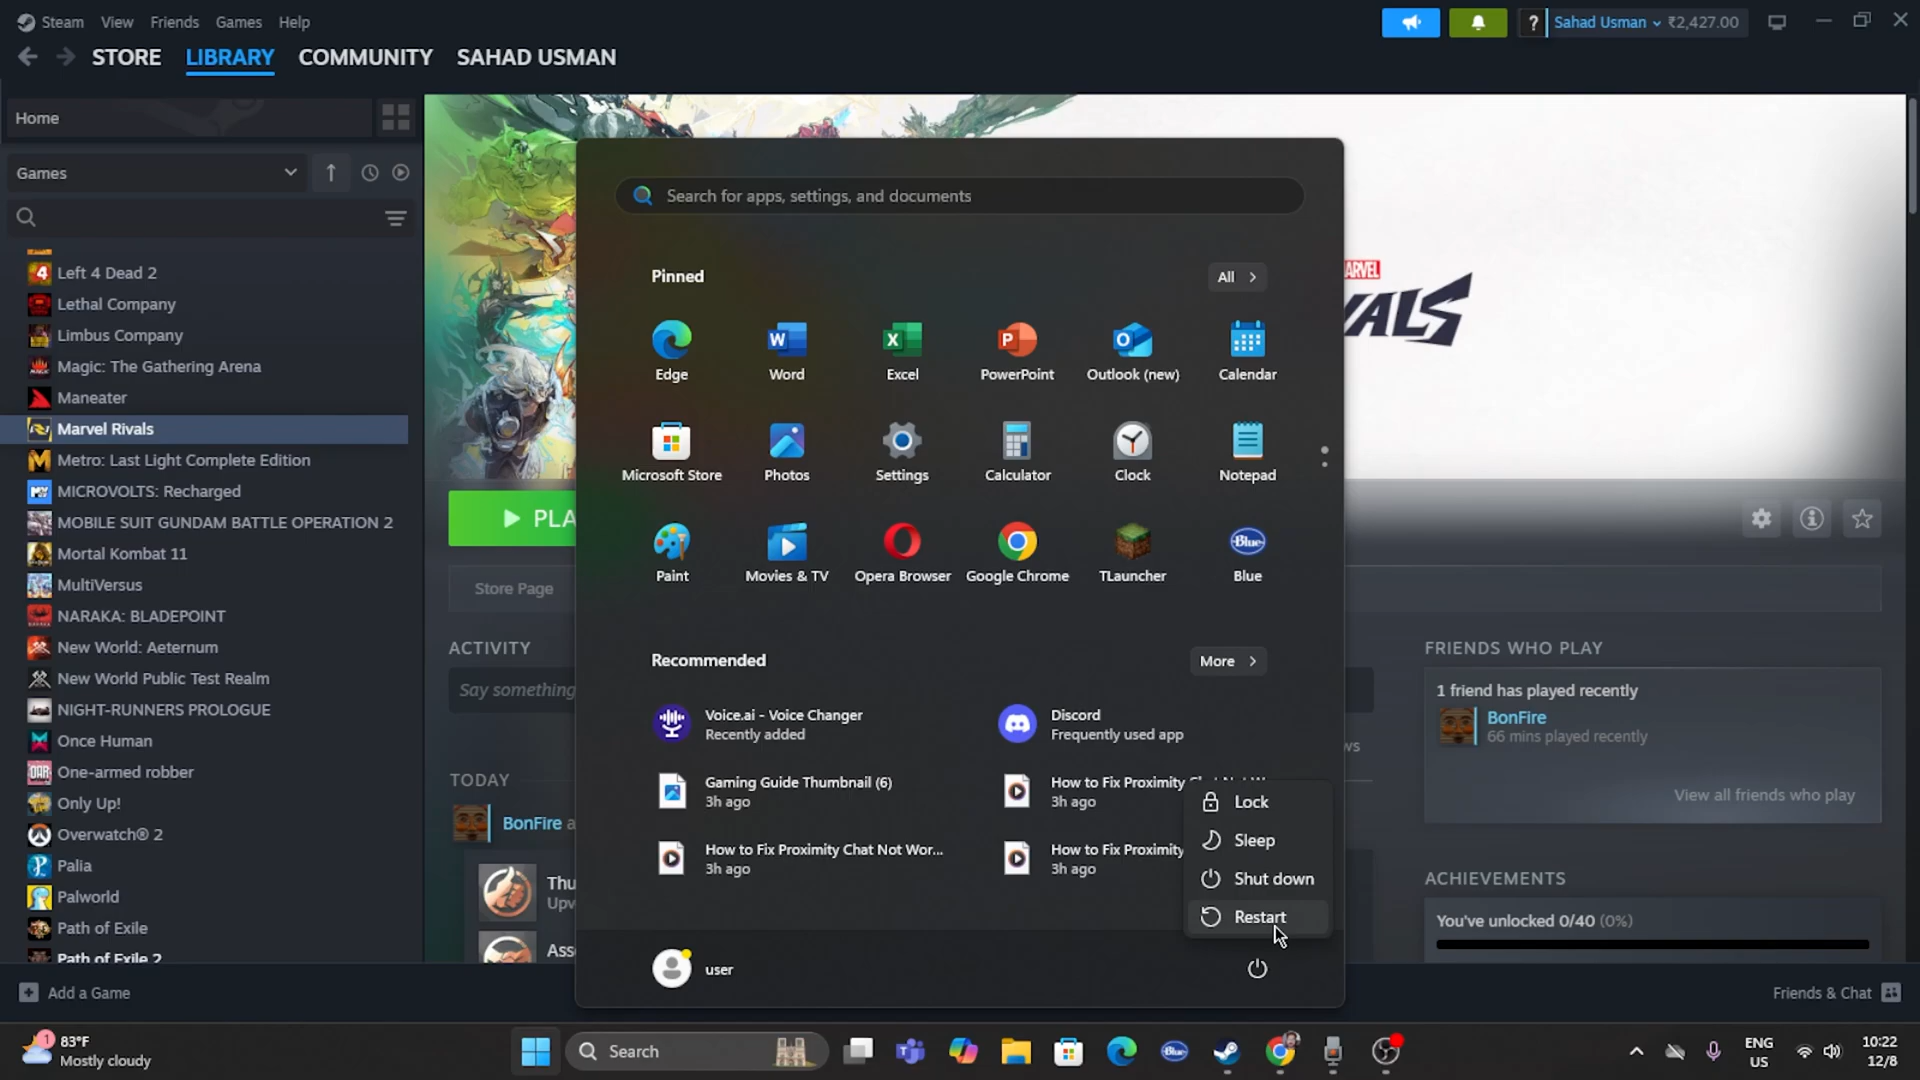 Steam View Friends Games Help
? Sahad Usman ₹2,427.00
STORE LIBRARY COMMUNITY SAHAD USMAN
Home
Games
Left 4 Dead 2
Lethal Company
Limbus Company
Magic: The Gathering Arena
Maneater
Marvel Rivals
Metro: Last Light Complete Edition
MICROVOLTS: Recharged
MOBILE SUIT GUNDAM BATTLE OPERATION 2
Mortal Kombat 11
MultiVersus
NARAKA: BLADEPOINT
New World: Aeternum
New World Public Test Realm
NIGHT-RUNNERS PROLOGUE
Once Human
One-armed robber
Only Up!
Overwatch® 2
Palia
Palworld
Path of Exile
Path of Exile 2
Add a Game
ARVEL
VALS
PLA
Store Page
ACTIVITY
Say something
TODAY
BonFire a
Thu
Upv
Ass
Search for apps, settings, and documents
Pinned All
Edge Word Excel PowerPoint Outlook (new) Calendar
Microsoft Store Photos Settings Calculator Clock Notepad
Blue
Paint Movies & TV Opera Browser Google Chrome TLauncher Blue
Recommended More
Voice.ai - Voice Changer
Recently added
Discord
Frequently used app
Gaming Guide Thumbnail (6)
3h ago
How to Fix Proximity
3h ago
How to Fix Proximity Chat Not Wor...
3h ago
How to Fix Proximity
3h ago
Lock
Sleep
Shut down
Restart
user
ws
FRIENDS WHO PLAY
1 friend has played recently
BonFire
66 mins played recently
View all friends who play
ACHIEVEMENTS
You've unlocked 0/40 (0%)
Friends & Chat
1
83°F
Mostly cloudy
Search
Blue
ENG
US
10:22
12/8